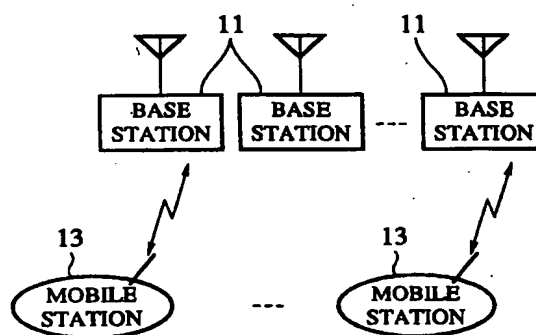 11 11
BASE STATION BASE STATION --- BASE STATION
13 13
MOBILE STATION --- MOBILE STATION